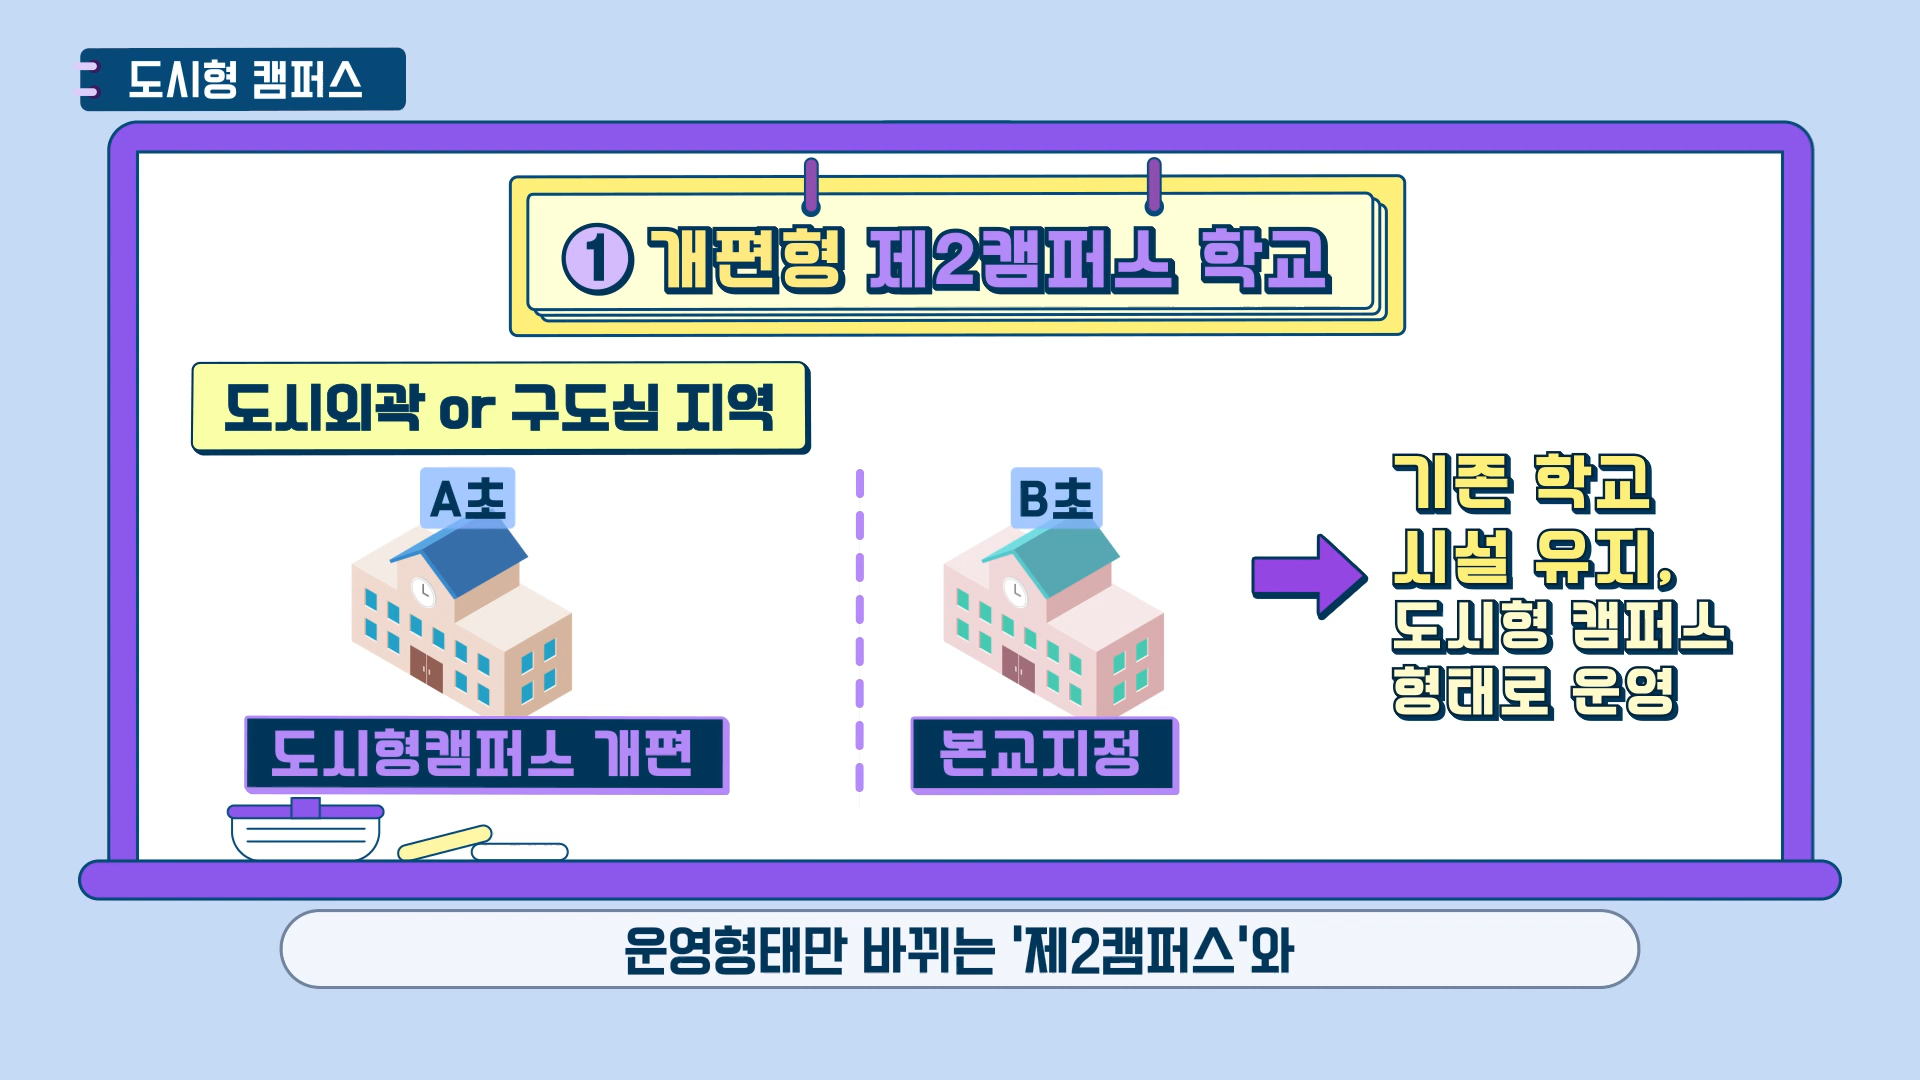 도시형 캠퍼스
① 개편형 제2캠퍼스 학교
도시외곽 or 구도심 지역
A초
B초
도시형캠퍼스 개편
본교지정
기존 학교
시설 유지,
도시형 캠퍼스
형태로 운영
운영형태만 바뀌는 '제2캠퍼스'와